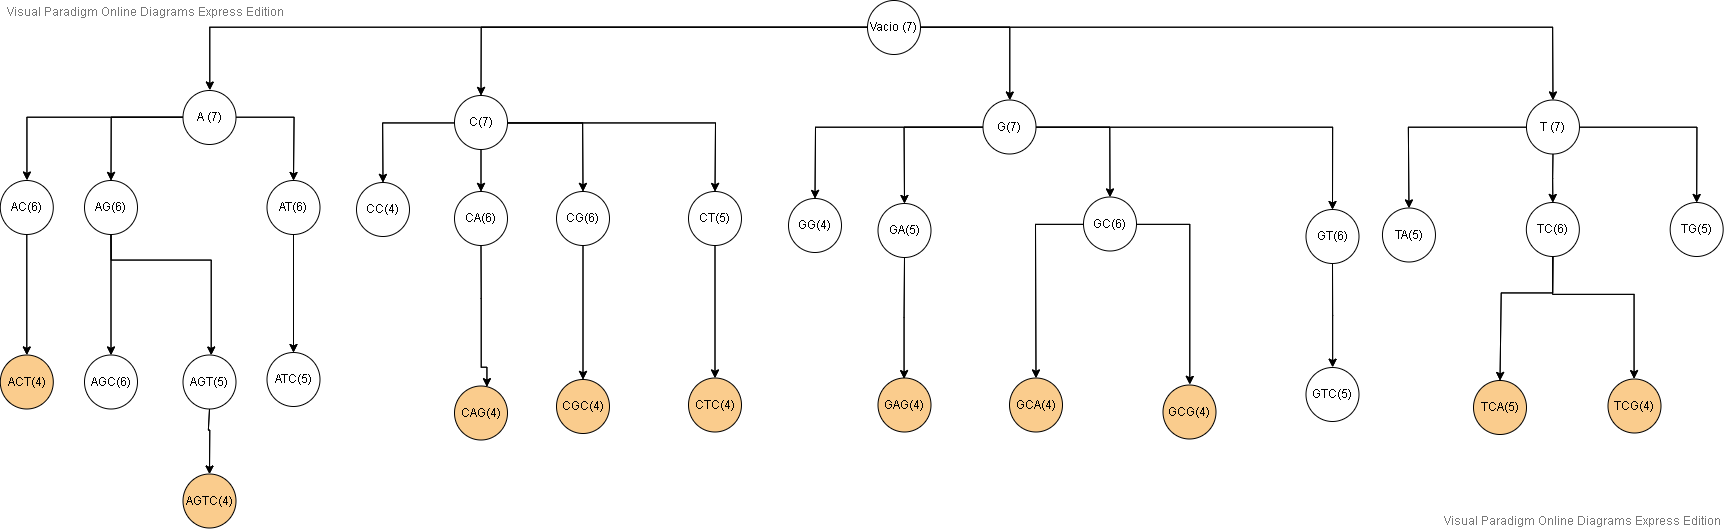 Visual Paradigm Online Diagrams Express Edition
Vacio (7)
A (7)
C(7)
G(7)
T (7)
AC(6)
AG(6)
AT(6)
CC(4)
CA(6)
CG(6)
CT(5)
GG(4)
GA(5)
GC(6)
GT(6)
TA(5)
TC(6)
TG(5)
ACT(4)
AGC(6)
AGT(5)
ATC(5)
CAG(4)
CGC(4)
CTC(4)
GAG(4)
GCA(4)
GCG(4)
GTC(5)
TCA(5)
TCG(4)
AGTC(4)
Visual Paradigm Online Diagrams Express Edition